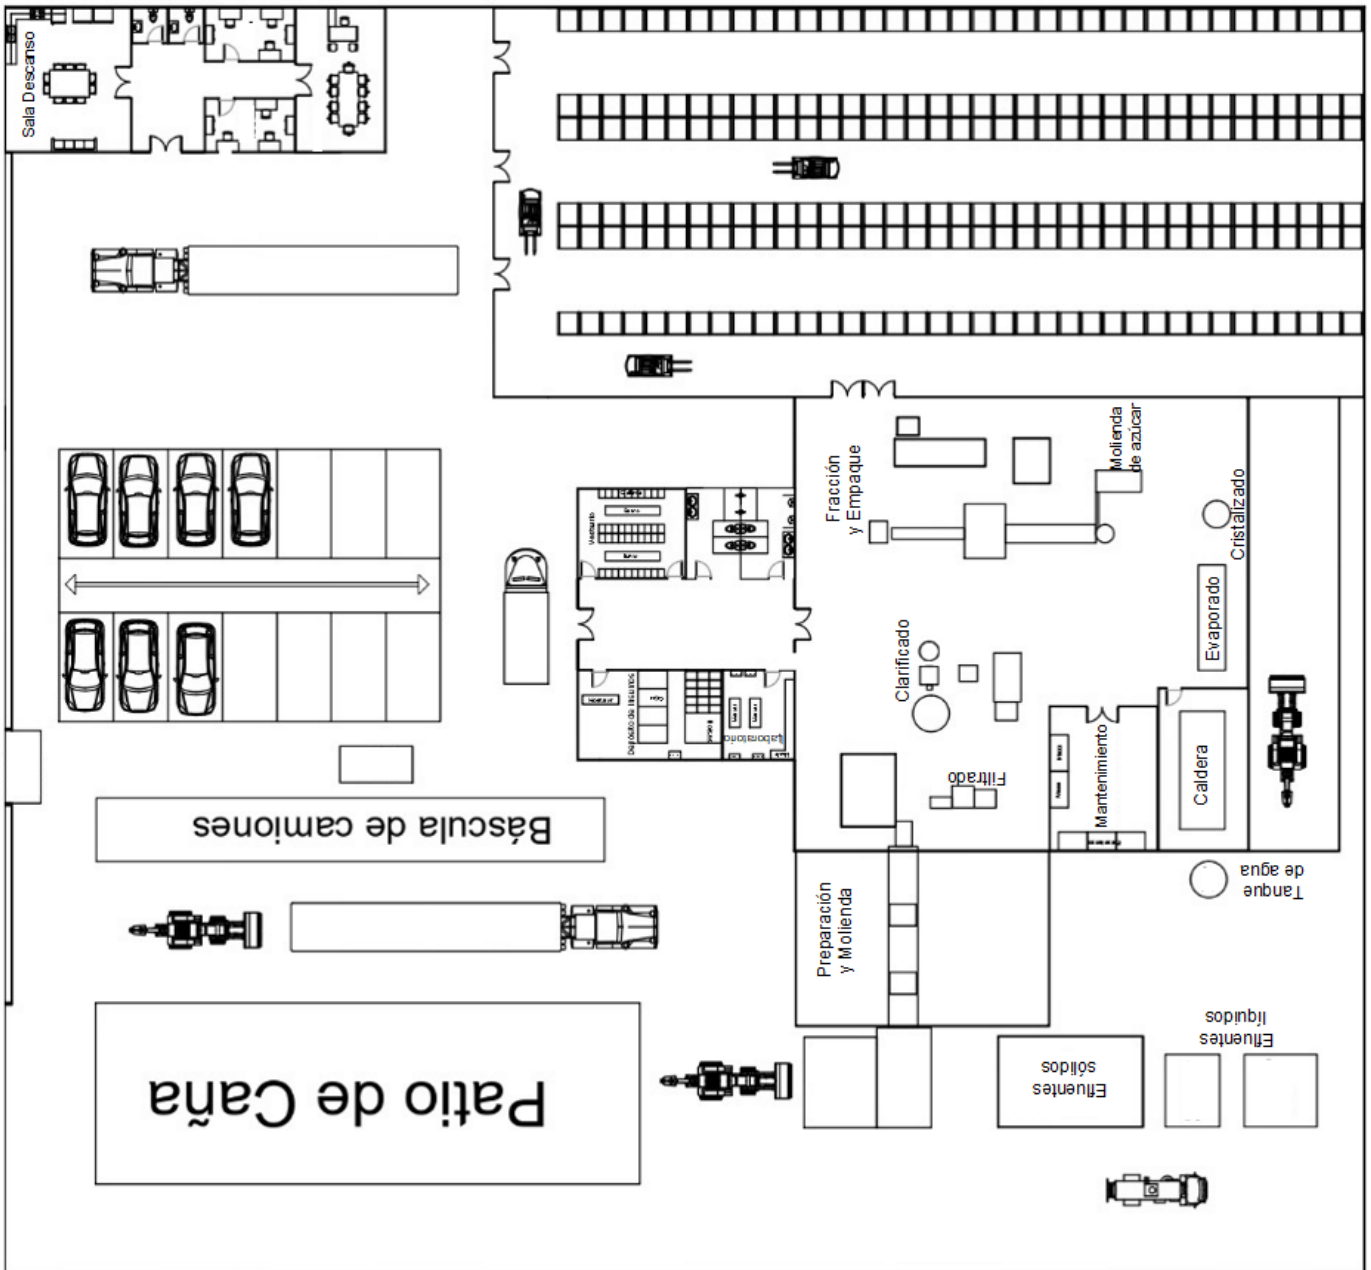 Sala Descanso
Fracción
y Empaque
Molienda
de azúcar
Cristalizado
Vestuario
Evaporado
Clarificado
Laboratorio
Filtrado
Mantenimiento
Caldera
Báscula de camiones
Tanque
de agua
Preparación
y Molienda
Efluentes
líquidos
Efluentes
sólidos
Patio de Caña